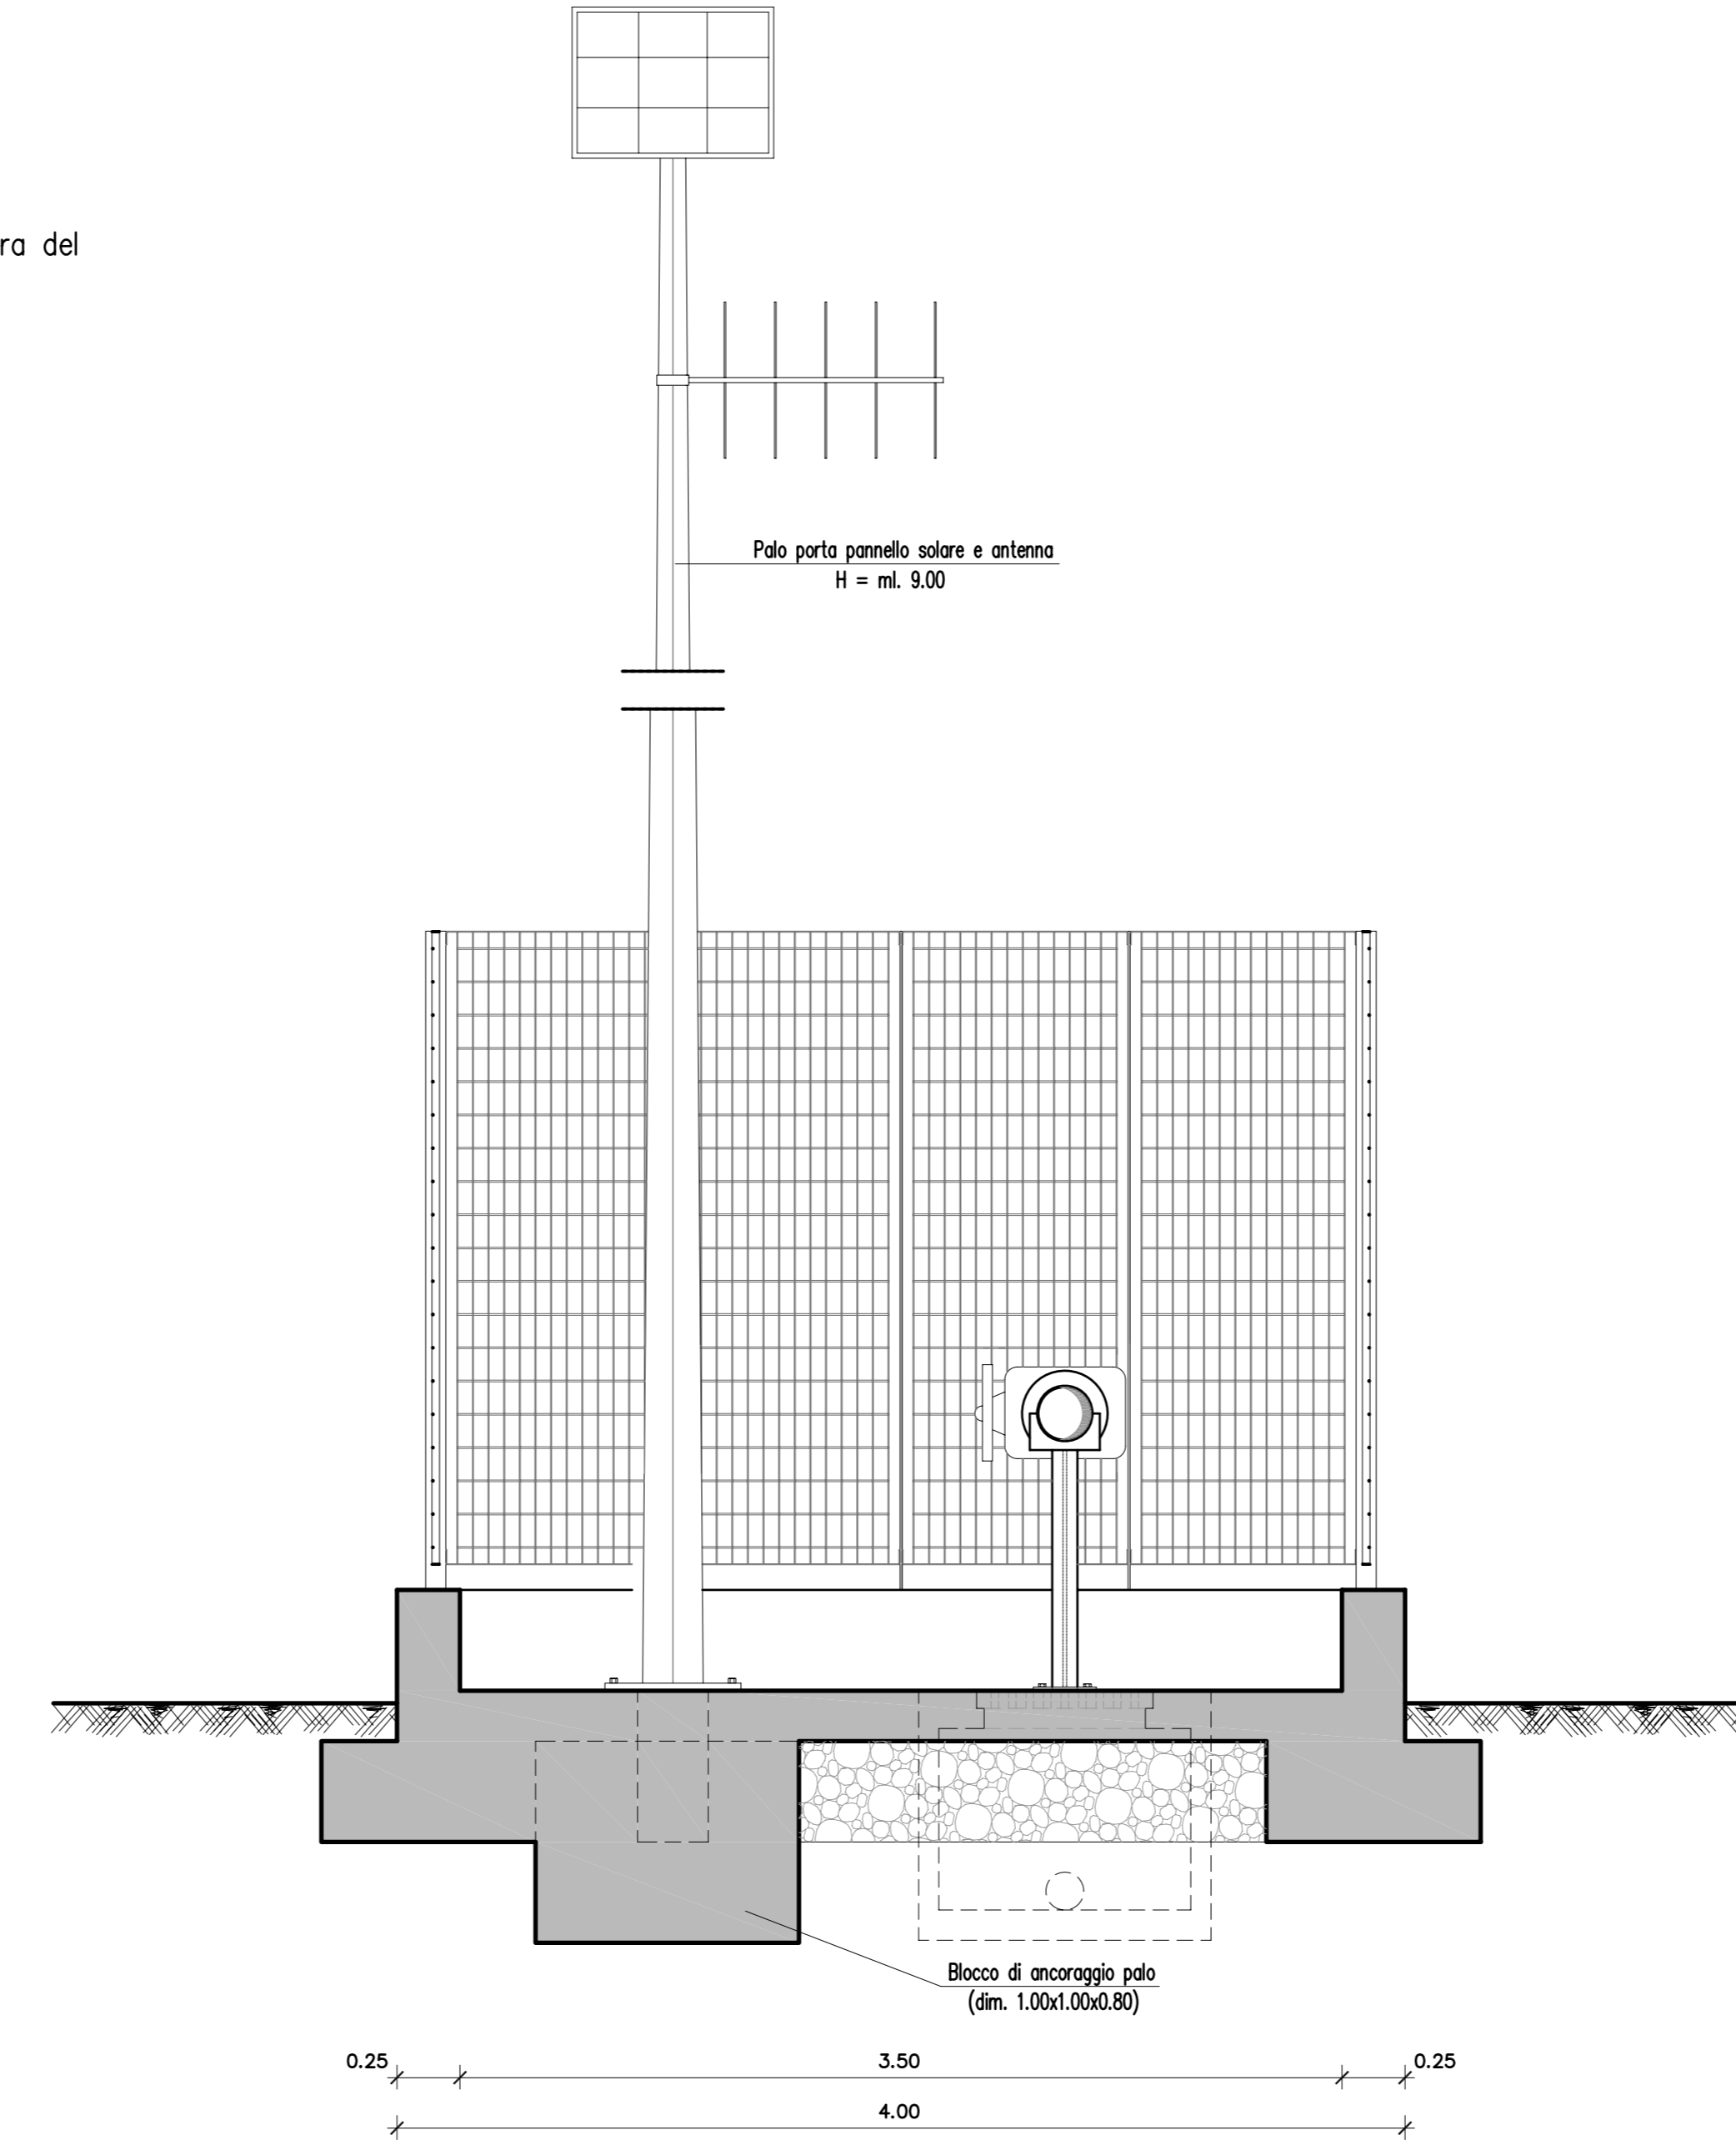 ra del
Palo porta pannello solare e antenna
H = ml. 9.00
Blocco di ancoraggio palo
(dim. 1.00x1.00x0.80)
0.25 3.50 0.25
4.00